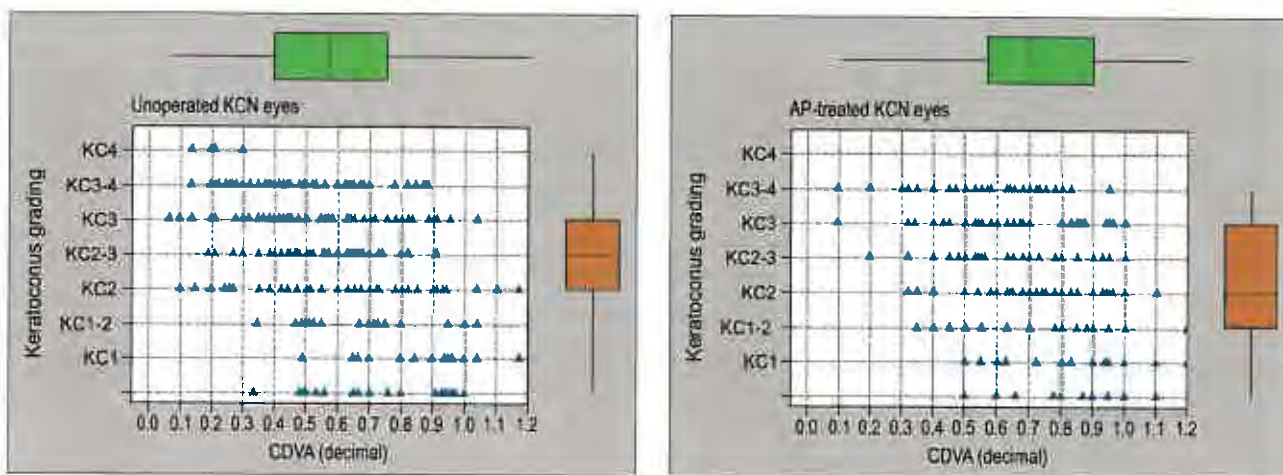 Unoperated KCN eyes
Keratoconus grading
KC4
KC3-4
KC3
KC2-3
KC2
KC1-2
KC1
0.0 0.1 0.2 0.3 0.4 0.5 0.6 0.7 0.8 0.9 1.0 1.2
CDVA (decimal)
AP-treated KCN eyes
Keratoconus grading
KC4
KC3-4
KC3
KC2-3
KC2
KC1-2
KC1
0.0 0.1 0.2 0.3 0.4 0.5 0.6 0.7 0.8 0.9 1.0 1.2
CDVA (decimal)